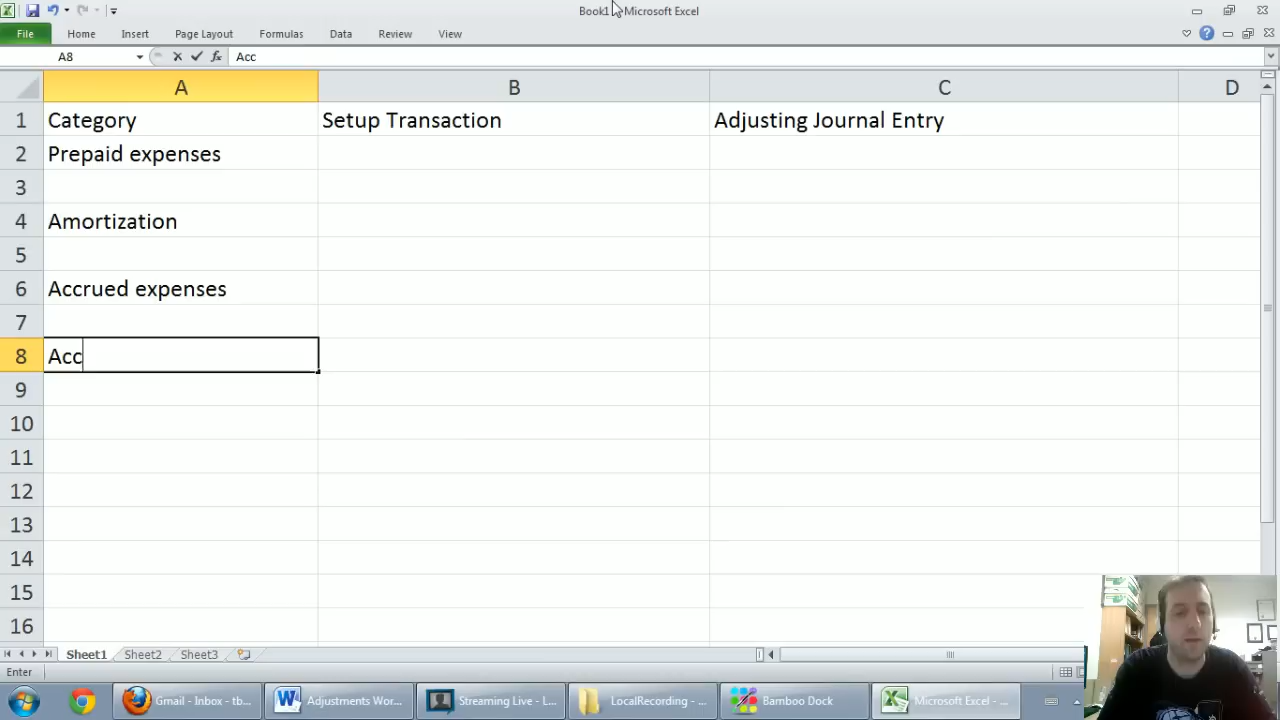 Book1 - Microsoft Excel
File Home Insert Page Layout Formulas Data Review View
A8 fx Acc
A B C D
1 Category Setup Transaction Adjusting Journal Entry
2 Prepaid expenses
3
4 Amortization
5
6 Accrued expenses
7
8 Acc
9
10
11
12
13
14
15
16
Sheet1 Sheet2 Sheet3
Enter
Gmail - Inbox - tb... Adjustments Wor... Streaming Live - L... LocalRecording - ... Bamboo Dock Microsoft Excel - ...